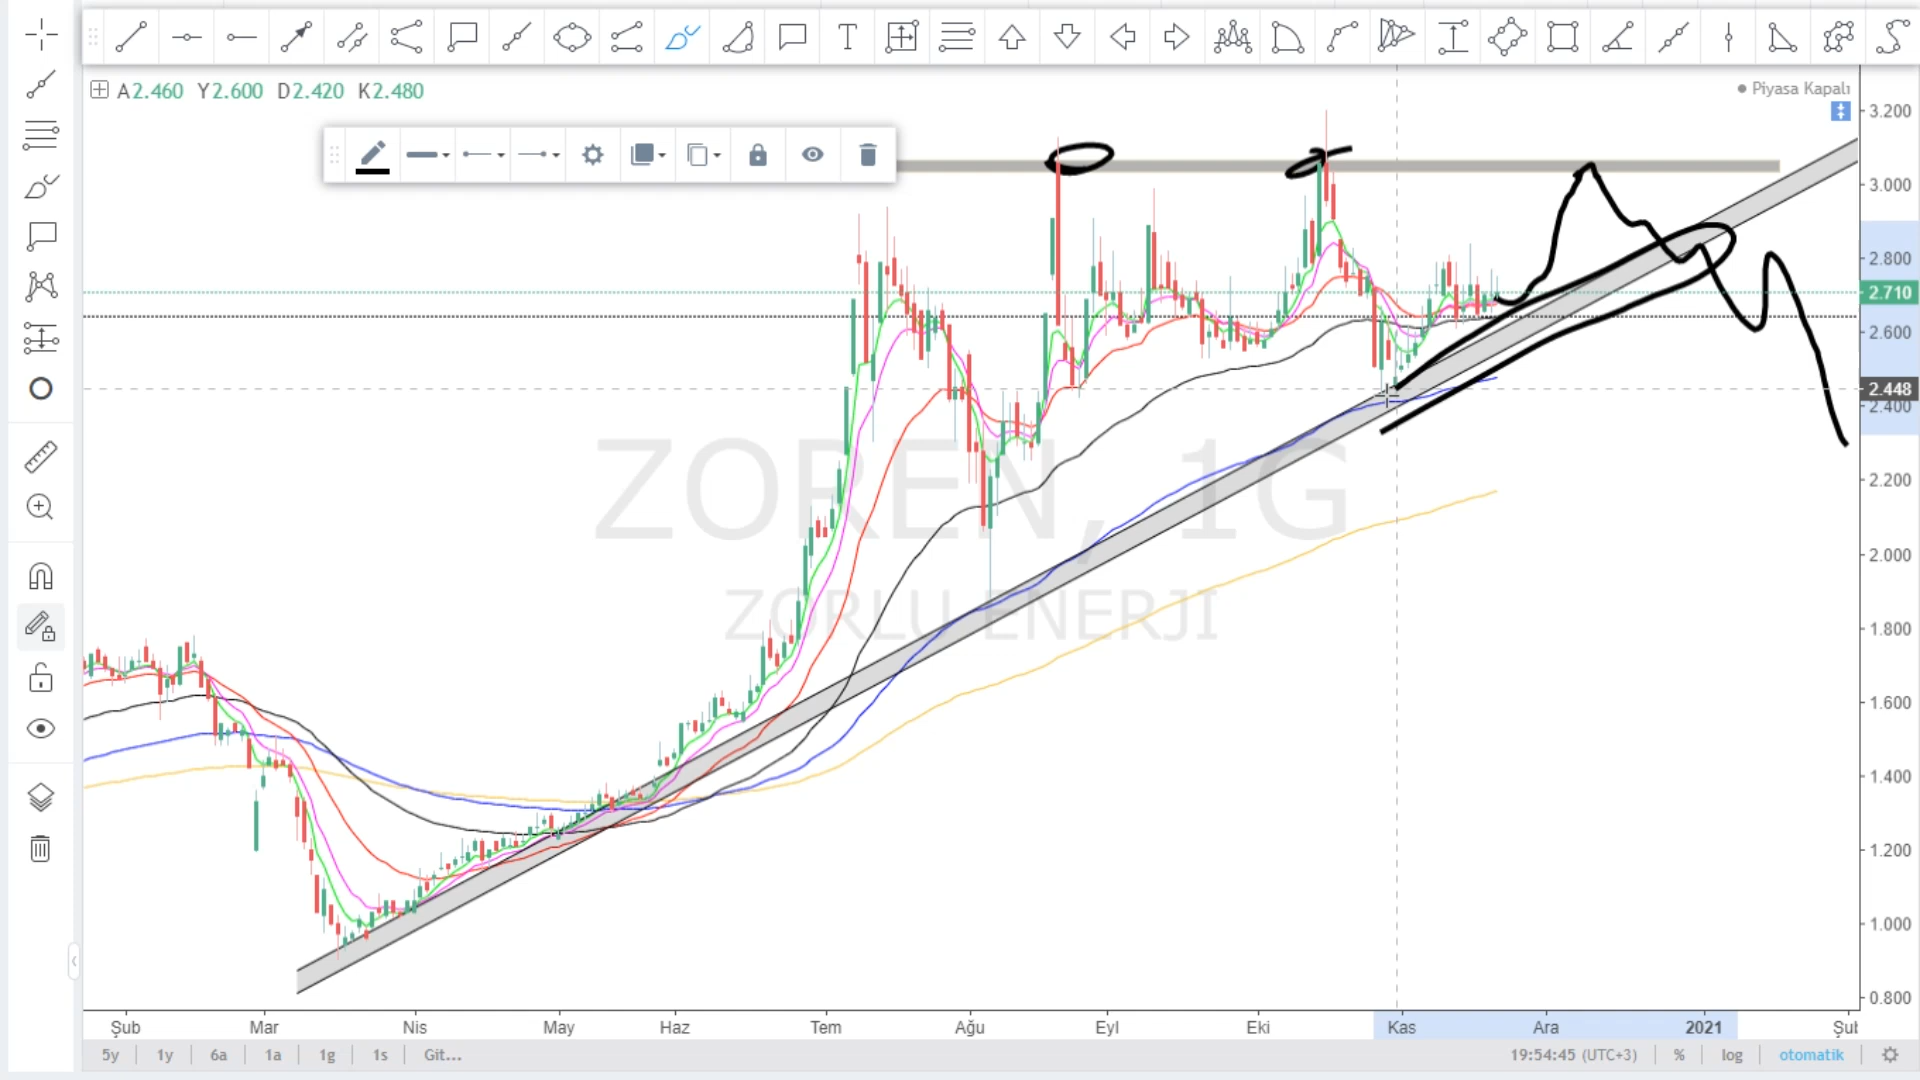 A2.460 Y2.600 D2.420 K2.480
Piyasa Kapalı
3.200
3.000
2.800
2.710
2.600
2.448
2.400
2.200
2.000
1.800
1.600
1.400
1.200
1.000
0.800
ZOREN, 1G
ZORLU ENERJI
Şub Mar Nis May Haz Tem Ağu Eyl Eki Kas Ara 2021 Şub
5y 1y 6a 1a 1g 1s Git... 19:54:45 (UTC+3) % log otomatik